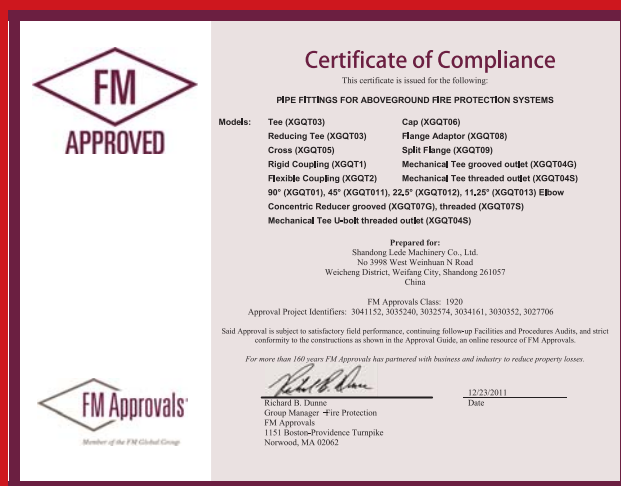 FM
APPROVED
Certificate of Compliance
This certificate is issued for the following:
PIPE FITTINGS FOR ABOVEGROUND FIRE PROTECTION SYSTEMS
Models: Tee (XGQT03) Cap (XGQT06)
Reducing Tee (XGQT03) Flange Adaptor (XGQT08)
Cross (XGQT05) Split Flange (XGQT09)
Rigid Coupling (XGQT1) Mechanical Tee grooved outlet (XGQT04G)
Flexible Coupling (XGQT2) Mechanical Tee threaded outlet (XGQT04S)
90° (XGQT01), 45° (XGQT011), 22.5° (XGQT012), 11.25° (XGQT013) Elbow
Concentric Reducer grooved (XGQT07G), threaded (XGQT07S)
Mechanical Tee U-bolt threaded outlet (XGQT04S)
Prepared for:
Shandong Lede Machinery Co., Ltd.
No 3998 West Weinhuan N Road
Weicheng District, Weifang City, Shandong 261057
China
FM Approvals Class: 1920
Approval Project Identifiers: 3041152, 3035240, 3032574, 3034161, 3030352, 3027706
Said Approval is subject to satisfactory field performance, continuing follow-up Facilities and Procedures Audits, and strict
conformity to the constructions as shown in the Approval Guide, an online resource of FM Approvals.
For more than 160 years FM Approvals has partnered with business and industry to reduce property losses.
Richard B. Dunne
12/23/2011
Richard B. Dunne Date
Group Manager -Fire Protection
FM Approvals
1151 Boston-Providence Turnpike
Norwood, MA 02062
FM Approvals
Member of the FM Global Group